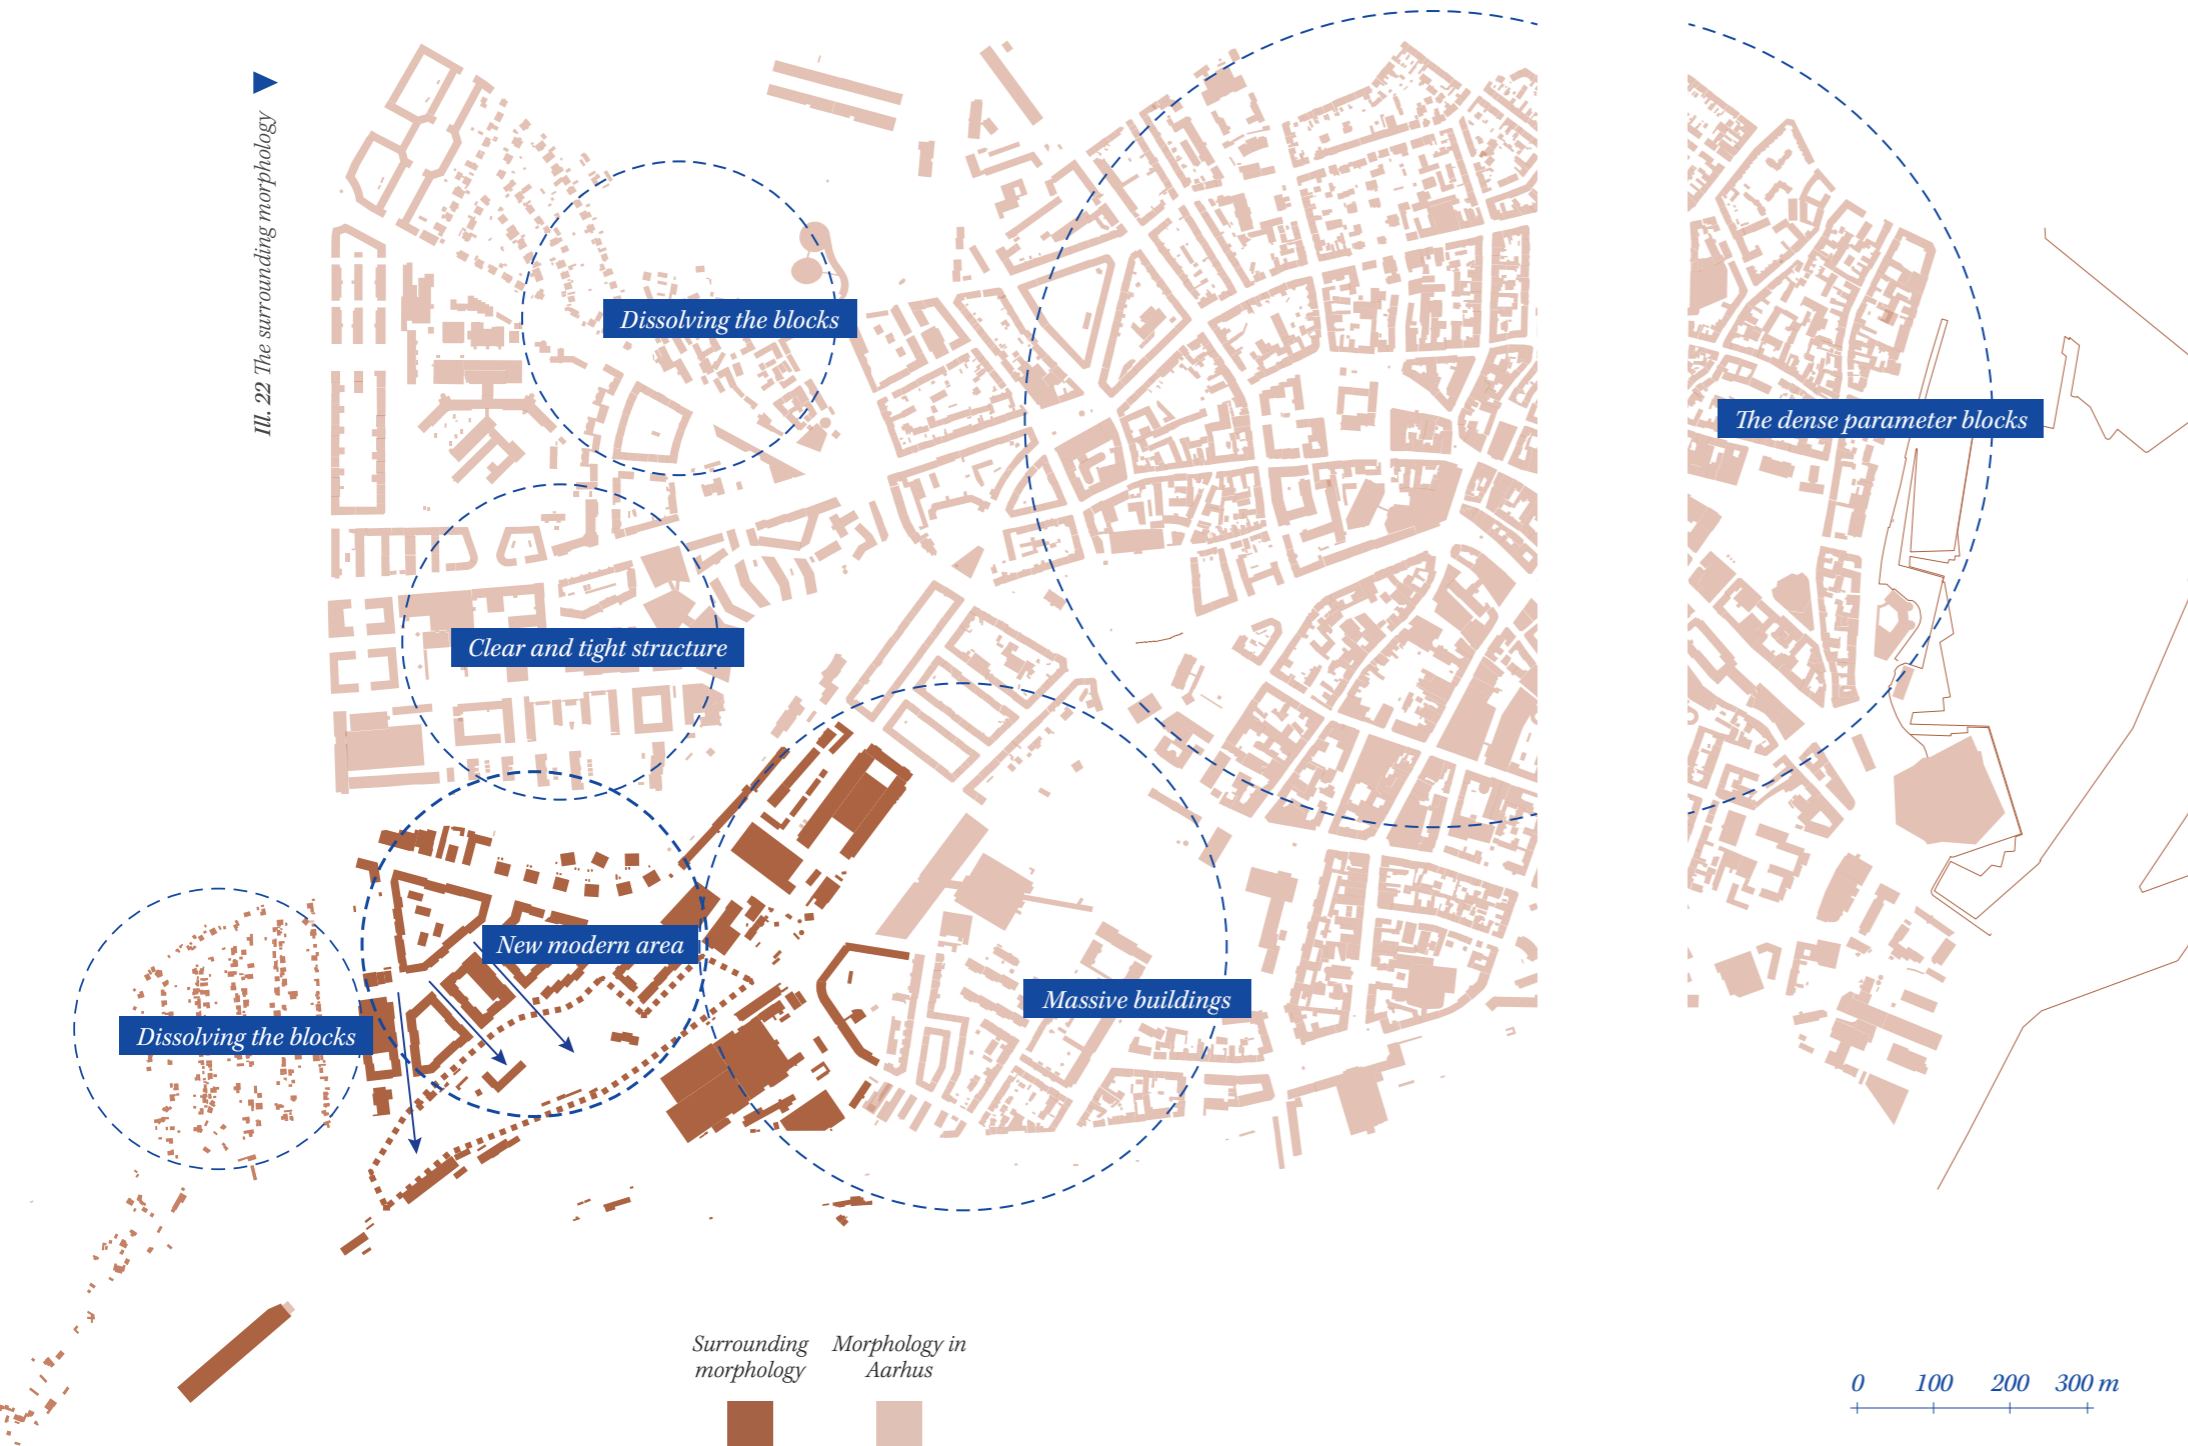 Ill. 22 The surrounding morphology
Dissolving the blocks
The dense parameter blocks
Clear and tight structure
New modern area
Massive buildings
Dissolving the blocks
Surrounding
morphology
Morphology in
Aarhus
0 100 200 300 m